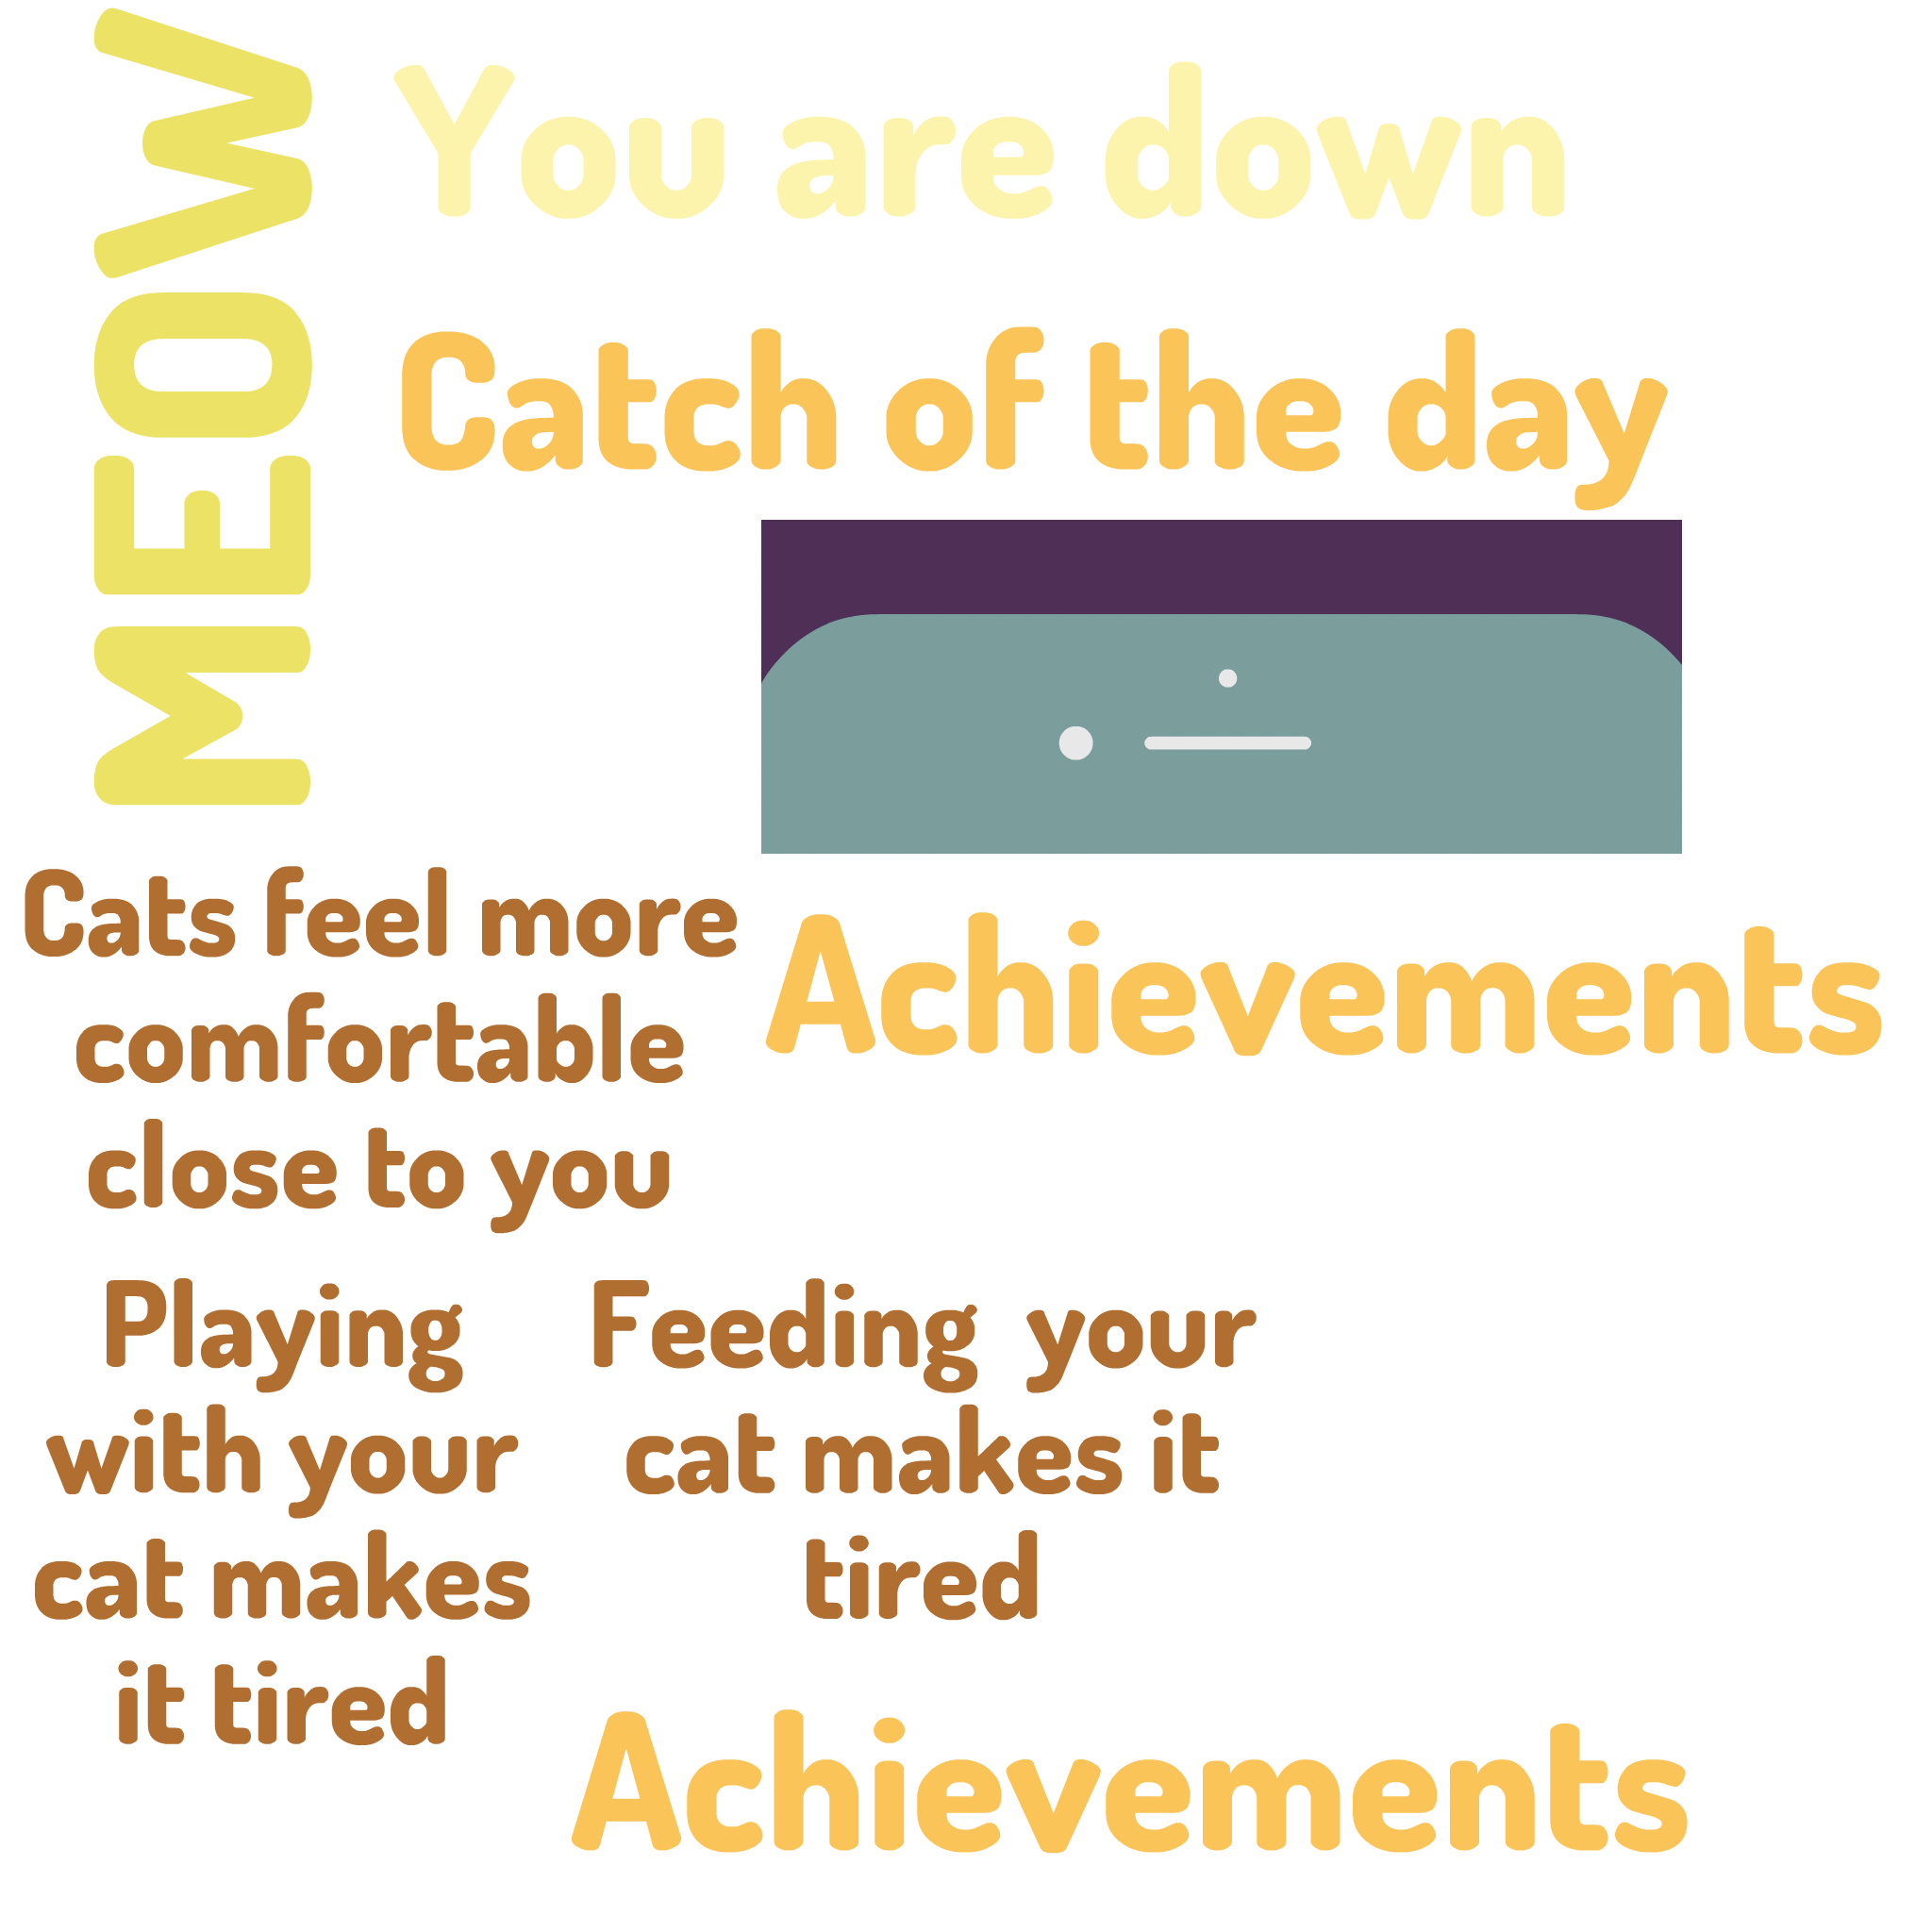 MEOW
You are down
Catch of the day
Cats feel more
comfortable
close to you
Achievements
Playing
with your
cat makes
it tired
Feeding your
cat makes it
tired
Achievements